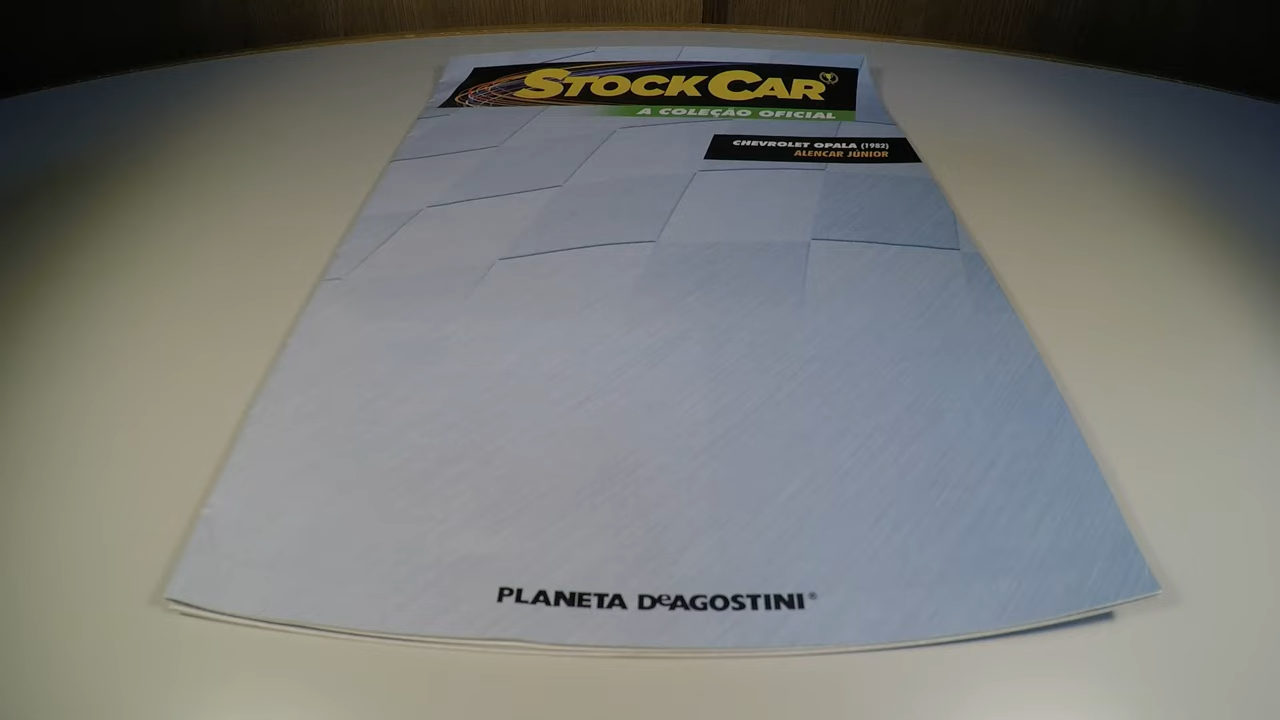 STOCK CAR
A COLEÇÃO OFICIAL
CHEVROLET OPALA (1982)
ALENCAR JÚNIOR
PLANETA DeAGOSTINI®